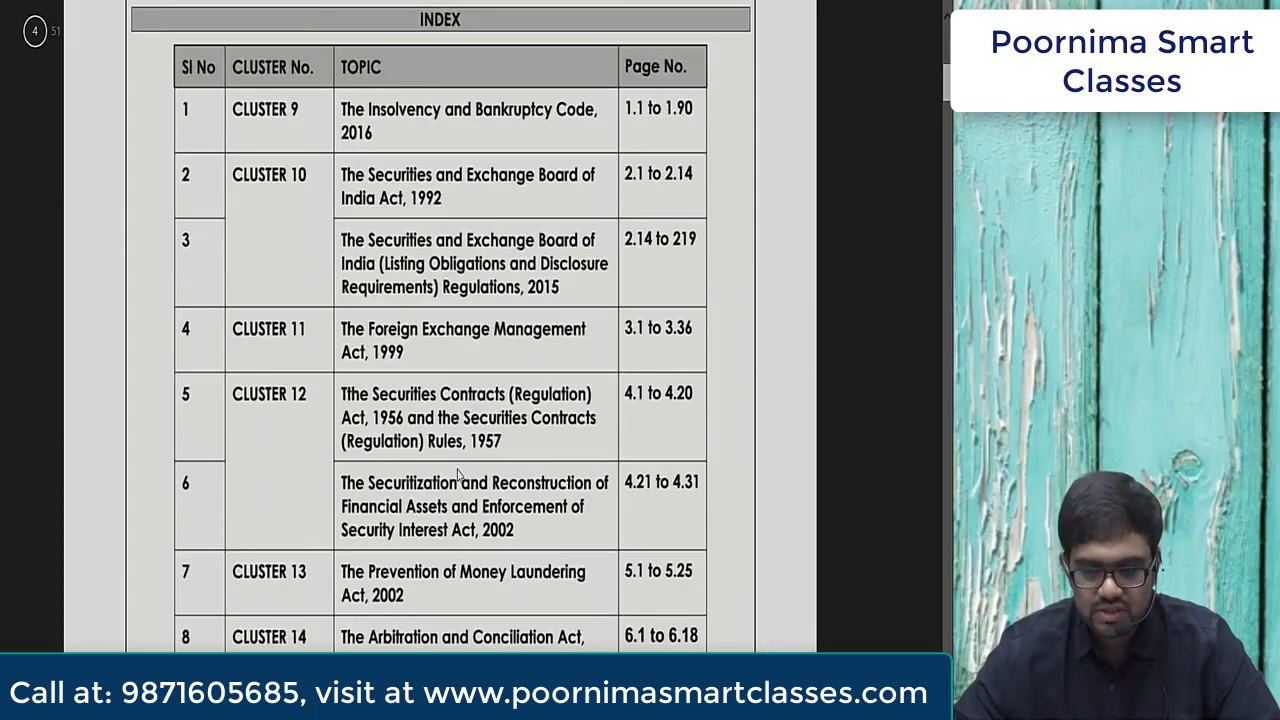 4 51
INDEX
Poornima Smart
Classes
Sl No CLUSTER No. TOPIC Page No.
1 CLUSTER 9 The Insolvency and Bankruptcy Code, 1.1 to 1.90
2016
2 CLUSTER 10 The Securities and Exchange Board of 2.1 to 2.14
India Act, 1992
3 The Securities and Exchange Board of 2.14 to 219
India (Listing Obligations and Disclosure
Requirements) Regulations, 2015
4 CLUSTER 11 The Foreign Exchange Management 3.1 to 3.36
Act, 1999
5 CLUSTER 12 Tthe Securities Contracts (Regulation) 4.1 to 4.20
Act, 1956 and the Securities Contracts
(Regulation) Rules, 1957
6 The Securitization and Reconstruction of 4.21 to 4.31
Financial Assets and Enforcement of
Security Interest Act, 2002
7 CLUSTER 13 The Prevention of Money Laundering 5.1 to 5.25
Act, 2002
8 CLUSTER 14 The Arbitration and Conciliation Act, 6.1 to 6.18
Call at: 9871605685, visit at www.poornimasmartclasses.com